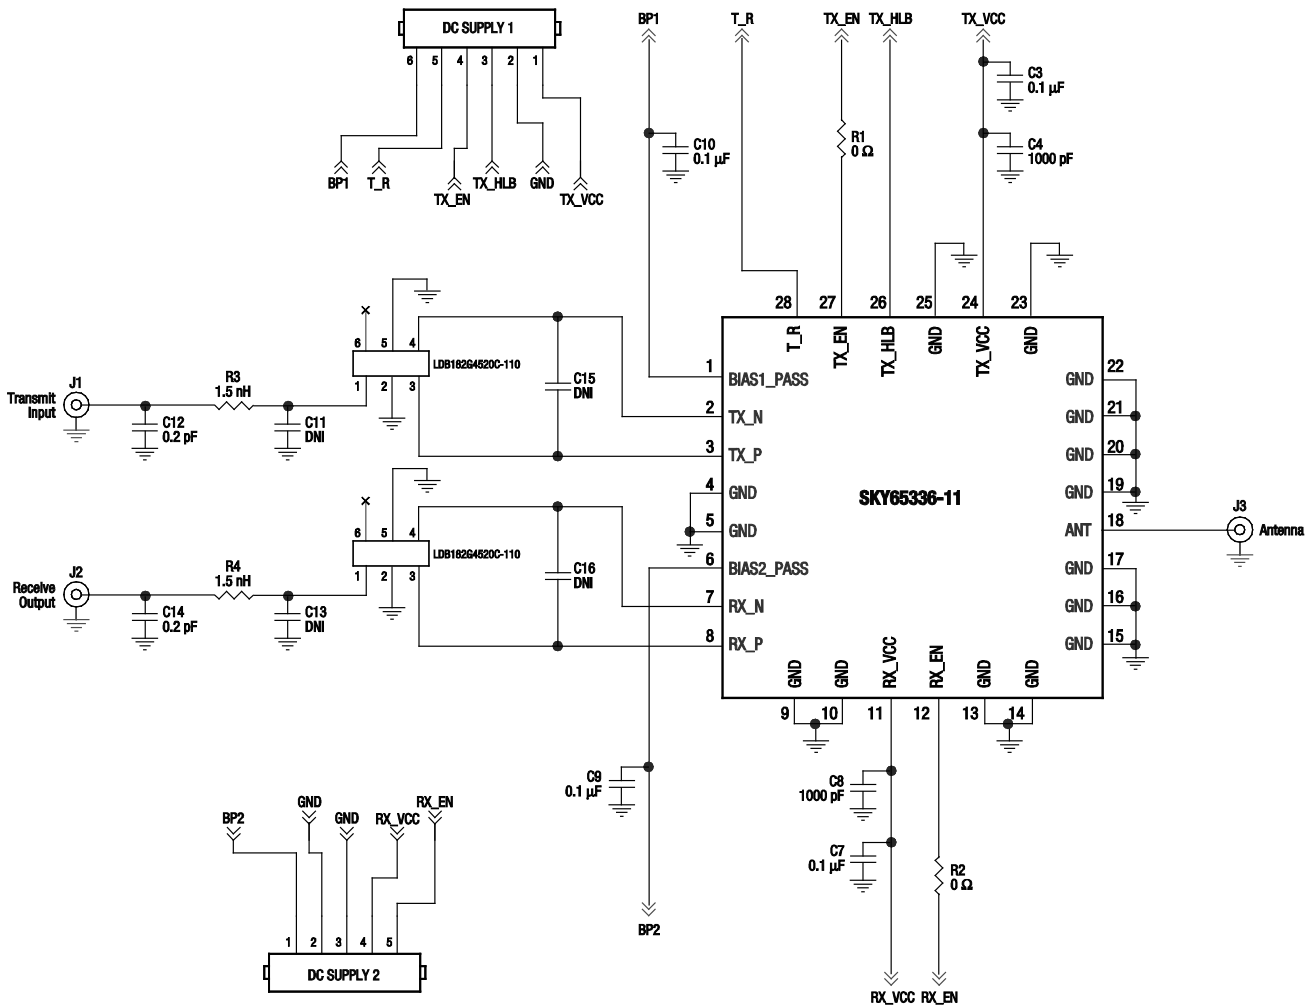 DC SUPPLY 1
6 5 4 3 2 1
BP1 T_R TX_EN TX_HLB GND TX_VCC
BP1 T_R TX_EN TX_HLB TX_VCC
C3
0.1 µF
C4
1000 pF
C10
0.1 µF
R1
0 Ω
28 27 26 25 24 23
T_R TX_EN TX_HLB GND TX_VCC GND
Transmit
Input
J1
C12
0.2 pF
R3
1.5 nH
C11
DNI
6 5 4
LDB182G4520C-110
1 2 3
C15
DNI
1 BIAS1_PASS
2 TX_N
3 TX_P
4 GND
5 GND
6 BIAS2_PASS
7 RX_N
8 RX_P
SKY65336-11
GND 22
GND 21
GND 20
GND 19
ANT 18
GND 17
GND 16
GND 15
J3
Antenna
Receive
Output
J2
C14
0.2 pF
R4
1.5 nH
C13
DNI
6 5 4
LDB182G4520C-110
1 2 3
C16
DNI
GND GND RX_VCC RX_EN GND GND
9 10 11 12 13 14
C9
0.1 µF
BP2
C8
1000 pF
C7
0.1 µF
R2
0 Ω
RX_VCC RX_EN
BP2 GND GND RX_VCC RX_EN
1 2 3 4 5
DC SUPPLY 2